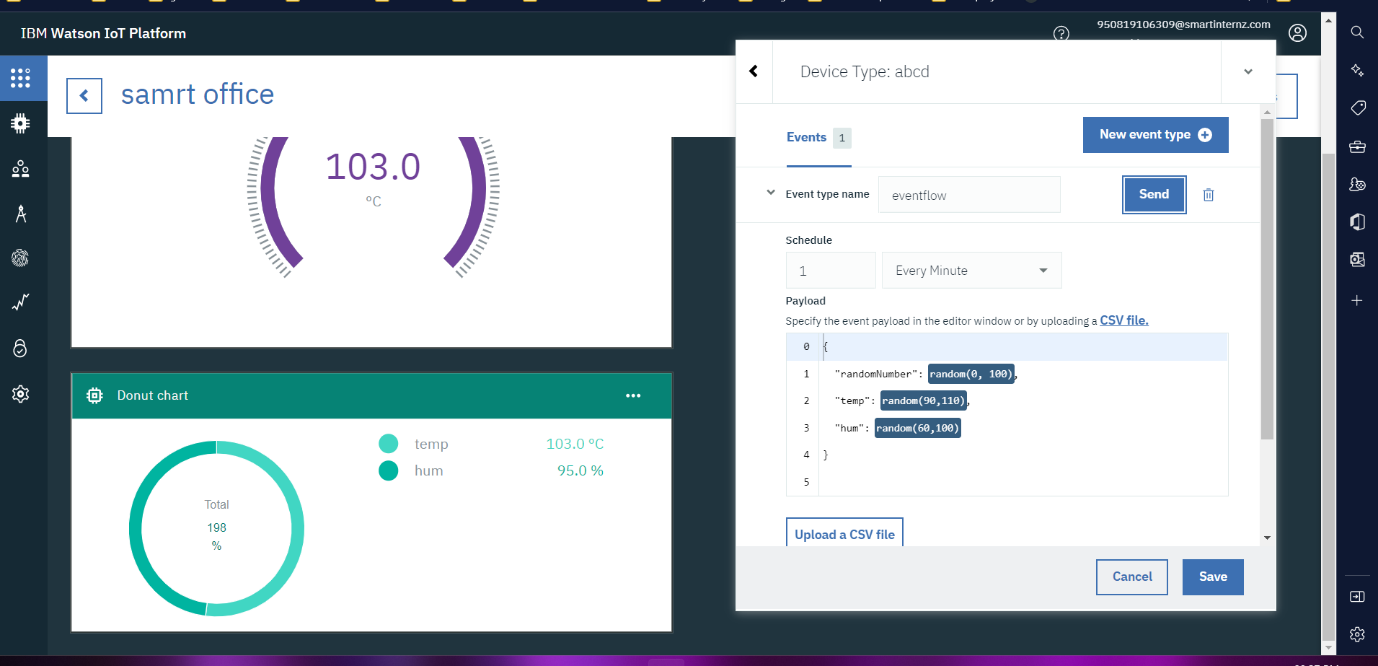 IBM Watson IoT Platform
950819106309@smartinternz.com
samrt office
Device Type: abcd
Events 1
New event type
Event type name eventflow Send
Schedule
1 Every Minute
Payload
Specify the event payload in the editor window or by uploading a CSV file.
0 {
1 "randomNumber": random(0, 100),
2 "temp": random(90,110),
3 "hum": random(60,100)
4 }
5
Upload a CSV file
Cancel Save
103.0
°C
Donut chart
temp 103.0 °C
hum 95.0 %
Total
198
%